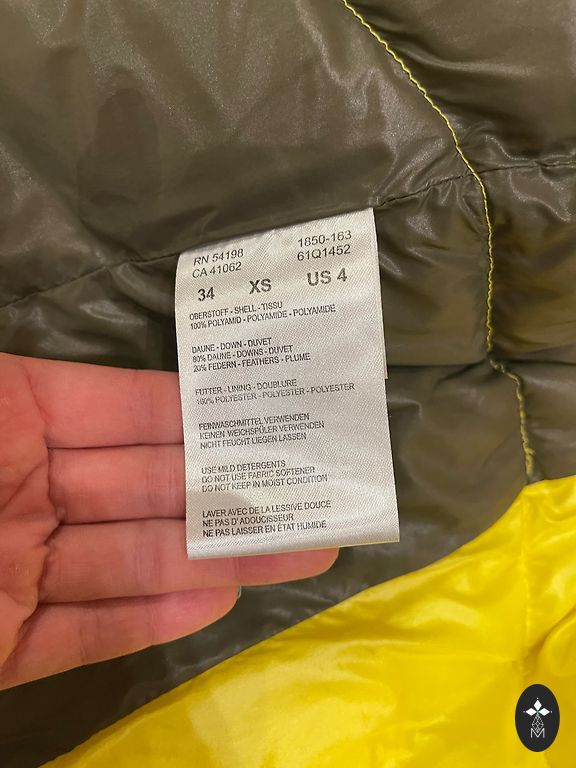 RN 54198 1850-163
CA 41062 61Q1452
34 XS US 4
OBERSTOFF - SHELL - TISSU
100% POLYAMID - POLYAMIDE - POLYAMIDE
DAUNE - DOWN - DUVET
80% DAUNE - DOWNS - DUVET
20% FEDERN - FEATHERS - PLUME
FUTTER - LINING - DOUBLURE
100% POLYESTER - POLYESTER - POLYESTER
FEINWASCHMITTEL VERWENDEN
KEINEN WEICHSPÜLER VERWENDEN
NICHT FEUCHT LIEGEN LASSEN
USE MILD DETERGENTS
DO NOT USE FABRIC SOFTENER
DO NOT KEEP IN MOIST CONDITION
LAVER AVEC DE LA LESSIVE DOUCE
NE PAS D'ADOUCISSEUR
NE PAS LAISSER EN ÉTAT HUMIDE
M